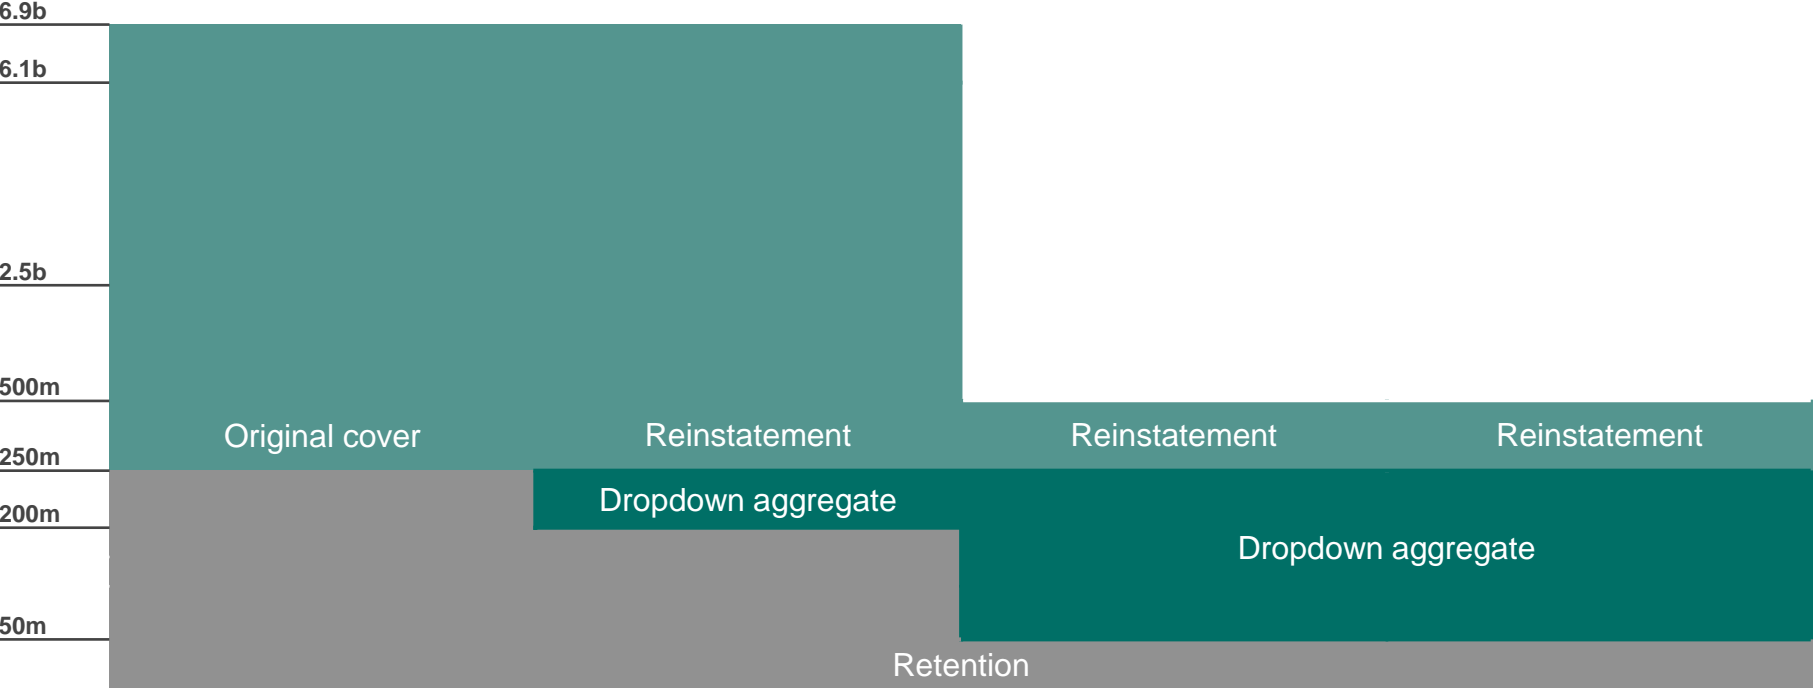 6.9b
6.1b
2.5b
500m
Original cover
Reinstatement
Reinstatement
Reinstatement
250m
Dropdown aggregate
200m
Dropdown aggregate
50m
Retention